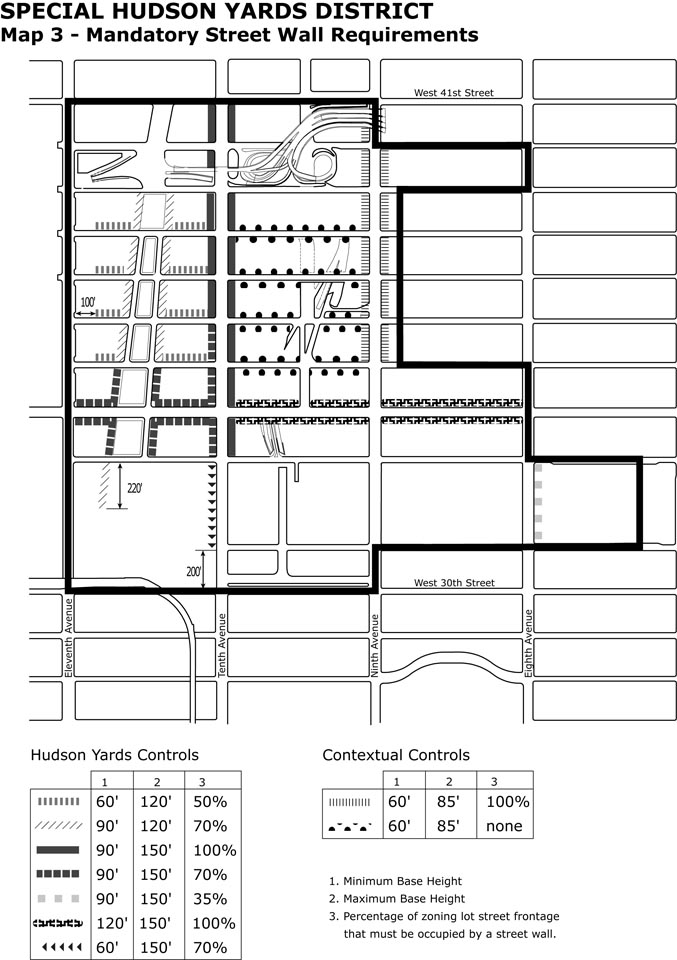 SPECIAL HUDSON YARDS DISTRICT
Map 3 - Mandatory Street Wall Requirements
West 41st Street
100'
220'
200'
West 30th Street
Eleventh Avenue
Tenth Avenue
Ninth Avenue
Eighth Avenue
Hudson Yards Controls
1 2 3
60' 120' 50%
90' 120' 70%
90' 150' 100%
90' 150' 70%
90' 150' 35%
120' 150' 100%
60' 150' 70%
Contextual Controls
1 2 3
60' 85' 100%
60' 85' none
1. Minimum Base Height
2. Maximum Base Height
3. Percentage of zoning lot street frontage
that must be occupied by a street wall.